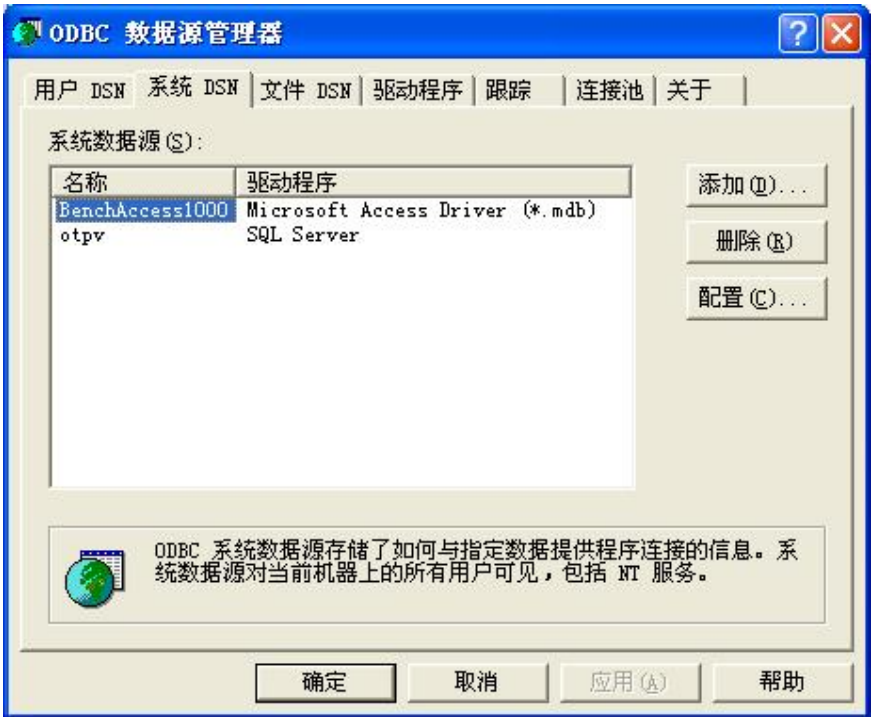 ODBC 数据源管理器
用户 DSN 系统 DSN 文件 DSN 驱动程序 跟踪 连接池 关于
系统数据源(S):
名称 驱动程序 添加(D)...
BenchAccess1000 Microsoft Access Driver (*.mdb)
otpv SQL Server 删除(R)
配置(C)...
ODBC 系统数据源存储了如何与指定数据提供程序连接的信息。系
统数据源对当前机器上的所有用户可见，包括 NT 服务。
确定 取消 应用(A) 帮助